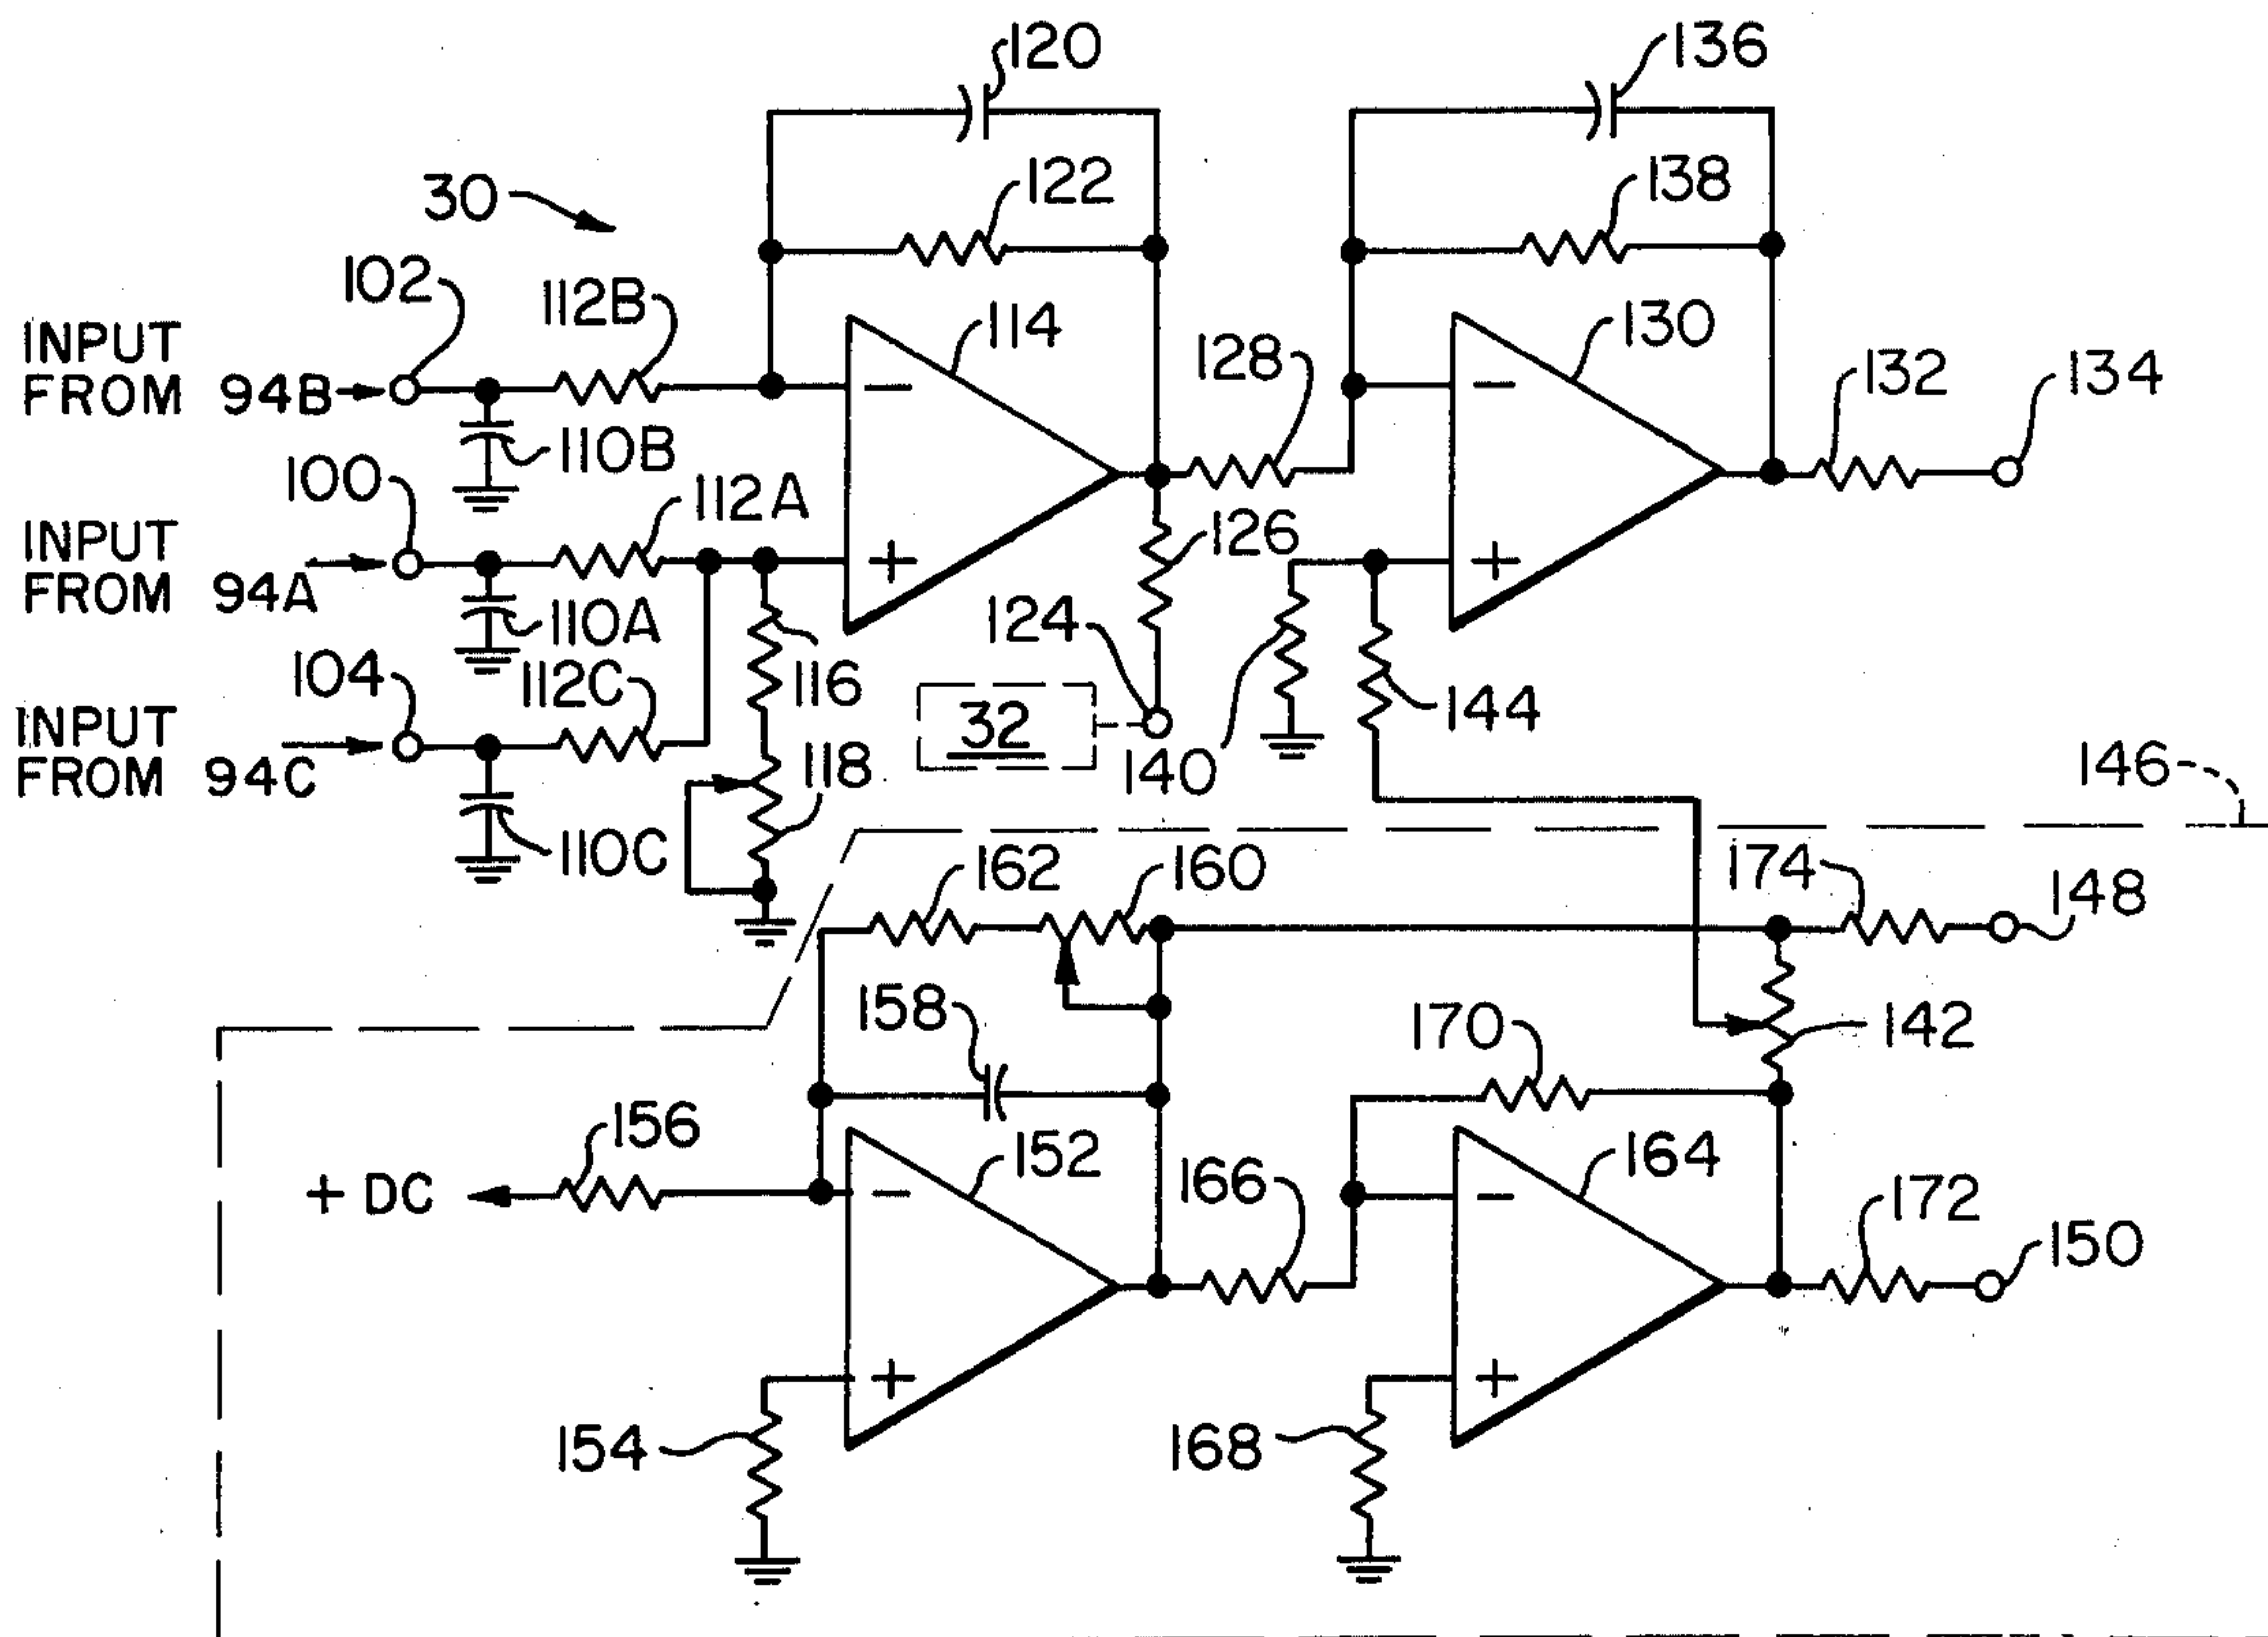 120
136
122
138
30
102
112B
114
130
INPUT
FROM 94B
128
132
134
110B
100
112A
126
INPUT
FROM 94A
110A
124
104
112C
116
144
32
INPUT
FROM 94C
118
140
146
110C
162
160
174
148
158
170
142
156
152
166
164
172
+ DC
150
154
168
− + − + − + − +